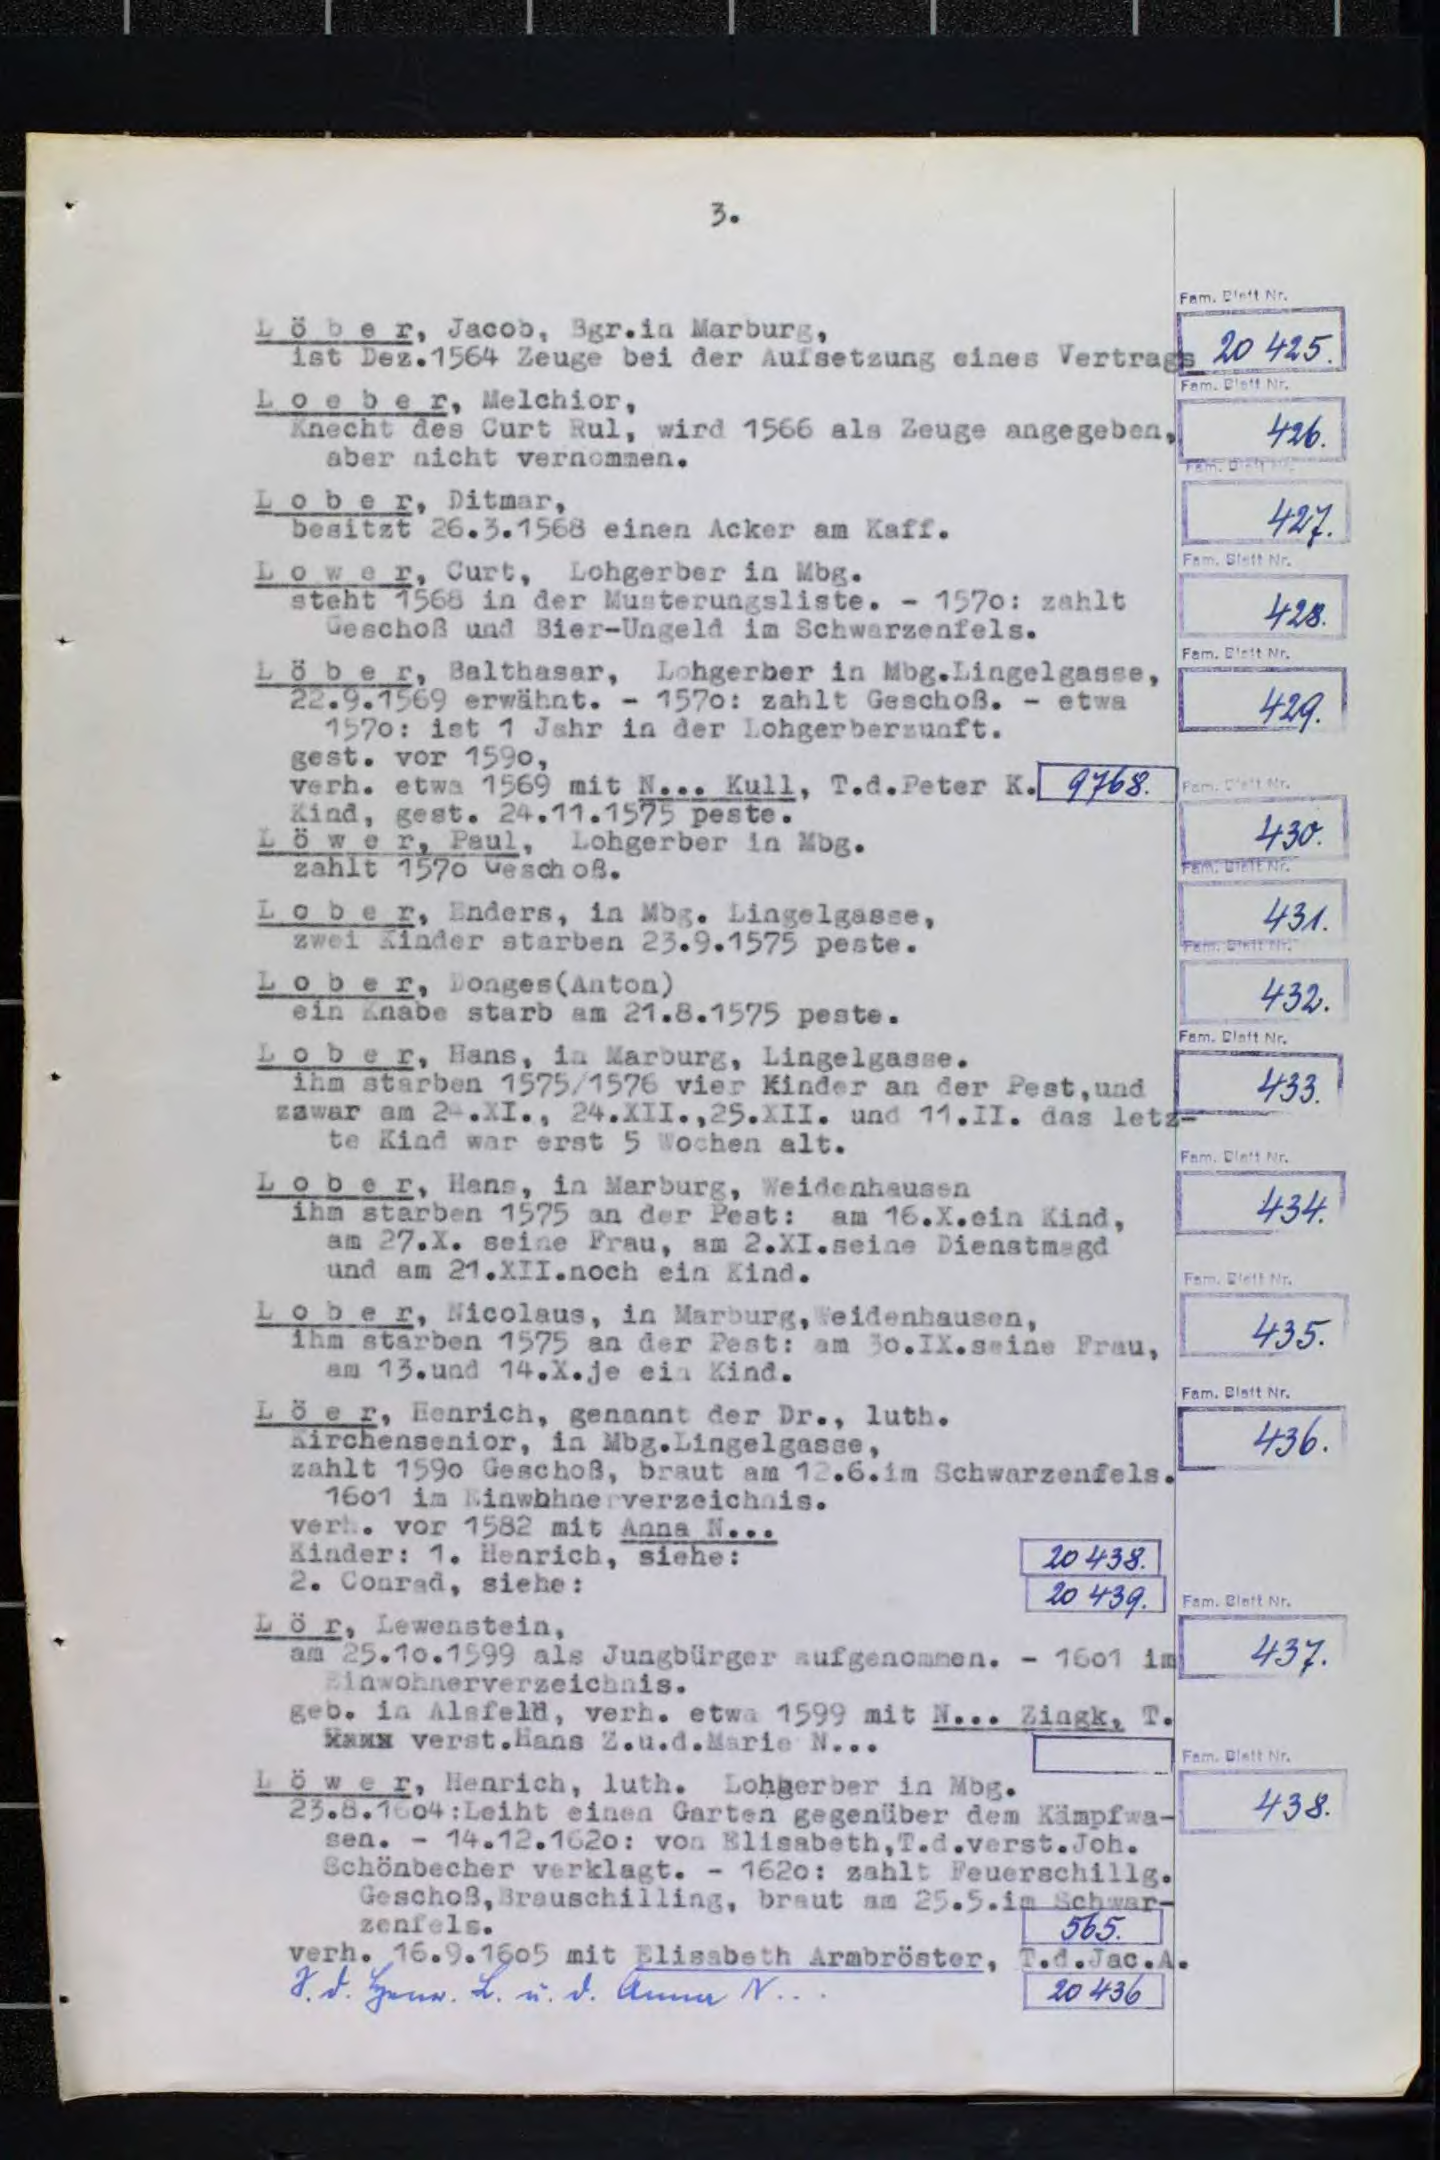 3.
Fam. Blatt Nr.
L ö b e r, Jacob, Bgr.in Marburg,
ist Dez.1564 Zeuge bei der Aufsetzung eines Vertrags 20 425.
Fam. Blatt Nr.
L o e b e r, Melchior,
Knecht des Curt Rul, wird 1566 als Zeuge angegeben, 426.
aber nicht vernommen.
Fam. Blatt Nr.
L o b e r, Ditmar,
besitzt 26.3.1568 einen Acker am Kaff. 427.
Fam. Blatt Nr.
L o w e r, Curt, Lohgerber in Mbg.
steht 1568 in der Musterungsliste. - 157o: zahlt 428.
Geschoß und Bier-Ungeld im Schwarzenfels.
Fam. Blatt Nr.
L ö b e r, Balthasar, Lohgerber in Mbg.Lingelgasse,
22.9.1569 erwähnt. - 157o: zahlt Geschoß. - etwa 429.
157o: ist 1 Jahr in der Lohgerberzunft.
gest. vor 159o,
verh. etwa 1569 mit N... Kull, T.d.Peter K. 9768. Fam. Blatt Nr.
Kind, gest. 24.11.1575 peste.
L ö w e r, Paul, Lohgerber in Mbg. 430.
zahlt 157o Geschoß. Fam. Blatt Nr.
L o b e r, Enders, in Mbg. Lingelgasse, 431.
zwei Kinder starben 23.9.1575 peste. Fam. Blatt Nr.
L o b e r, Donges(Anton) 432.
ein Knabe starb am 21.8.1575 peste.
Fam. Blatt Nr.
L o b e r, Hans, in Marburg, Lingelgasse.
ihm starben 1575/1576 vier Kinder an der Pest,und 433.
zzwar am 24.XI., 24.XII.,25.XII. und 11.II. das letz-
te Kind war erst 5 Wochen alt.
Fam. Blatt Nr.
L o b e r, Hans, in Marburg, Weidenhausen
ihm starben 1575 an der Pest: am 16.X.ein Kind, 434.
am 27.X. seine Frau, am 2.XI.seine Dienstmagd
und am 21.XII.noch ein Kind.
Fam. Blatt Nr.
L o b e r, Nicolaus, in Marburg,Weidenhausen,
ihm starben 1575 an der Pest: am 3o.IX.seine Frau, 435.
am 13.und 14.X.je ein Kind.
Fam. Blatt Nr.
L ö e r, Henrich, genannt der Dr., luth.
Kirchensenior, in Mbg.Lingelgasse, 436.
zahlt 159o Geschoß, braut am 12.6.im Schwarzenfels.
16o1 im Einwohnerverzeichnis.
verh. vor 1582 mit Anna N...
Kinder: 1. Henrich, siehe: 20 438.
2. Conrad, siehe: 20 439.
Fam. Blatt Nr.
L ö r, Lewenstein,
am 25.1o.1599 als Jungbürger aufgenommen. - 16o1 im 437.
Einwohnerverzeichnis.
geb. in Alsfeld, verh. etwa 1599 mit N... Zingk, T.
verst.Hans Z.u.d.Marie N...
Fam. Blatt Nr.
L ö w e r, Henrich, luth. Lohgerber in Mbg.
23.8.16o4:Leiht einen Garten gegenüber dem Kämpfwa- 438.
sen. - 14.12.162o: von Elisabeth,T.d.verst.Joh.
Schönbecher verklagt. - 162o: zahlt Feuerschillg.
Geschoß,Brauschilling, braut am 25.5.im Schwar-
zenfels. 565.
verh. 16.9.16o5 mit Elisabeth Armbröster, T.d.Jac.A.
S. d. Henr. L. u. d. Anna N... 20 436